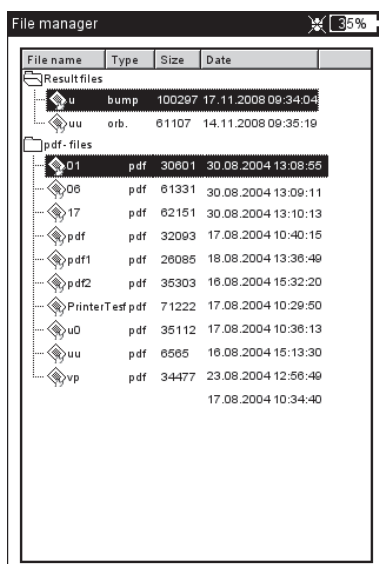 File manager 35%
File name Type Size Date
Result files
u bump 100297 17.11.2008 09:34:04
uu orb. 61107 14.11.2008 09:35:19
pdf- files
01 pdf 30601 30.08.2004 13:08:55
06 pdf 61331 30.08.2004 13:09:11
17 pdf 62151 30.08.2004 13:10:13
pdf pdf 32093 17.08.2004 10:40:15
pdf1 pdf 26085 18.08.2004 13:36:49
pdf2 pdf 35303 16.08.2004 15:32:20
PrinterTest pdf 71222 17.08.2004 10:29:50
u0 pdf 35112 17.08.2004 10:36:13
uu pdf 6565 16.08.2004 15:13:30
vp pdf 34477 23.08.2004 12:56:49
17.08.2004 10:34:40